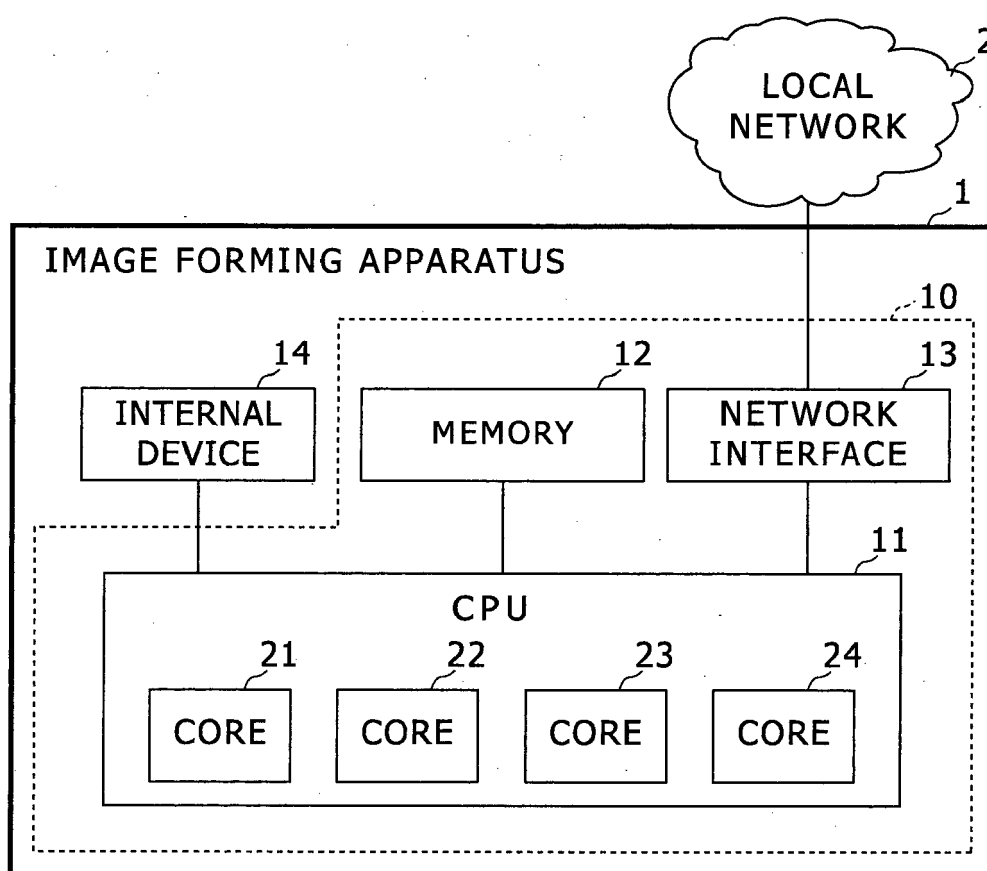 2
LOCAL
NETWORK
1
IMAGE FORMING APPARATUS
10
14
12
13
INTERNAL
DEVICE
MEMORY
NETWORK
INTERFACE
11
CPU
21
22
23
24
CORE
CORE
CORE
CORE